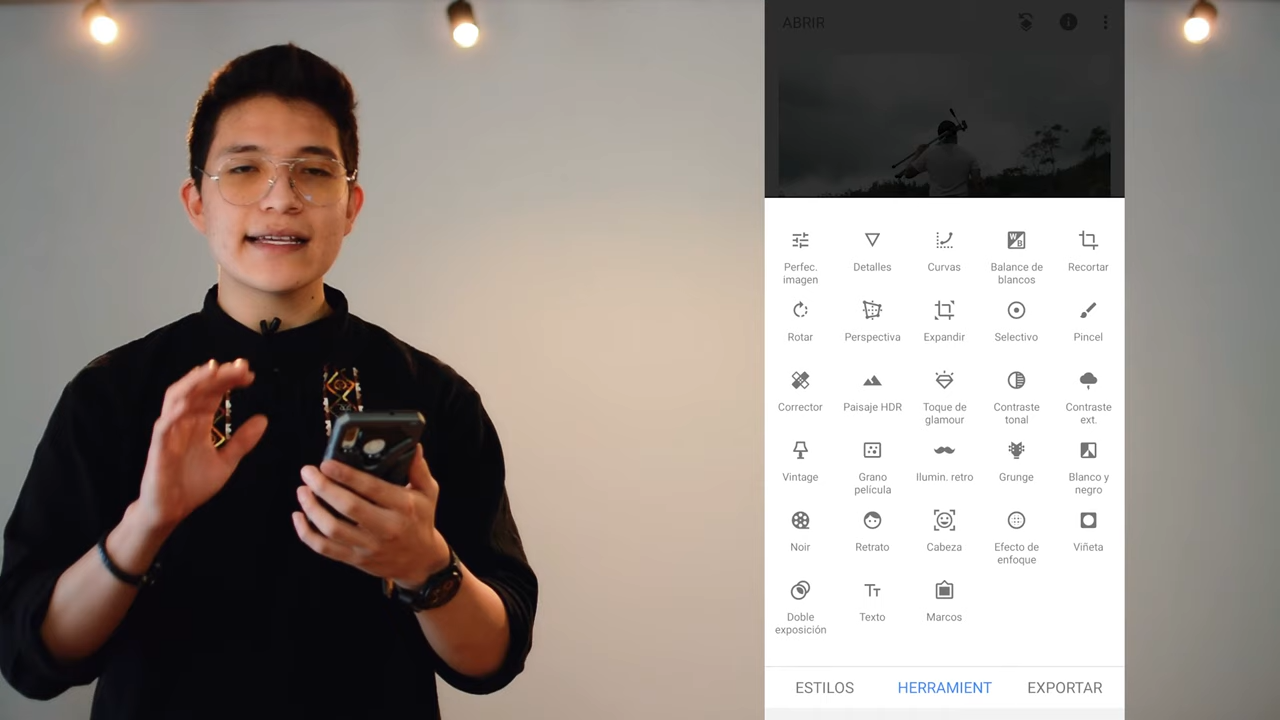 ABRIR
Perfec.
imagen
Detalles
Curvas
WB
Balance de
blancos
Recortar
Rotar
Perspectiva
Expandir
Selectivo
Pincel
Corrector
Paisaje HDR
Toque de
glamour
Contraste
tonal
Contraste
ext.
Vintage
Grano
película
Ilumin. retro
Grunge
Blanco y
negro
Noir
Retrato
Cabeza
Efecto de
enfoque
Viñeta
Doble
exposición
Tt
Texto
Marcos
ESTILOS
HERRAMIENT
EXPORTAR